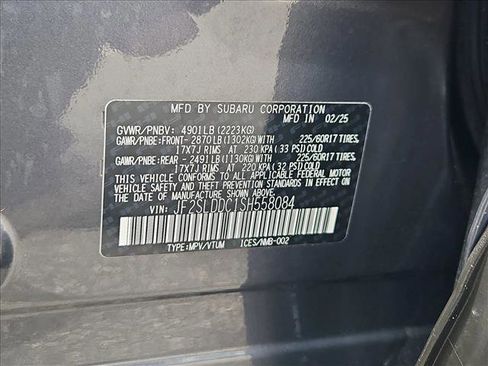 MFD BY SUBARU CORPORATION
MFD IN 02/25
GVWR/PNBV: 4901LB(2223KG)
GAWR/PNBE:FRONT- 2870LB(1302KG)WITH 225/60R17 TIRES,
17X7J RIMS AT 230KPA(33 PSI)COLD
GAWR/PNBE:REAR - 2491LB(1130KG)WITH 225/60R17 TIRES,
17X7J RIMS AT 220KPA(32 PSI)COLD
THIS VEHICLE CONFORMS TO ALL APPLICABLE
FEDERAL MOTOR VEHICLE SAFETY, BUMPER,
AND THEFT PREVENTION STANDARDS IN EFFECT
ON THE DATE OF MANUFACTURE SHOWN ABOVE.
VIN: JF2SLDDC1SH558084
TYPE:MPV/VTUM ICES/NMB-002